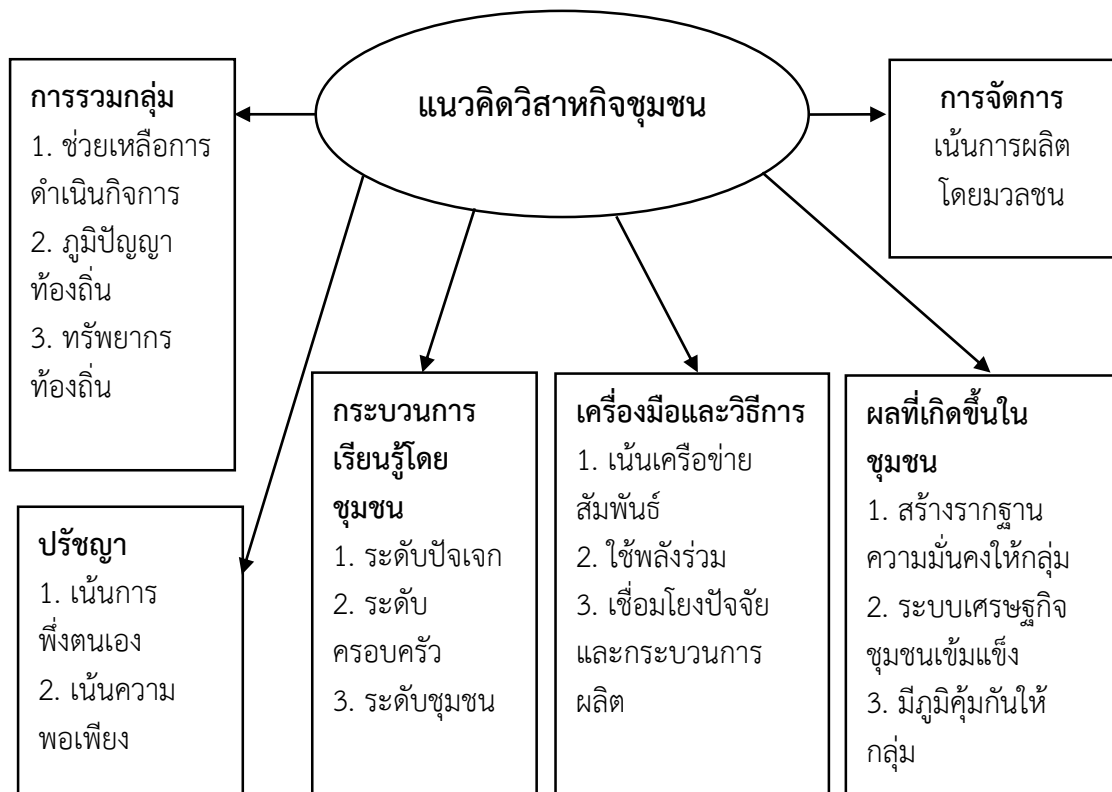 แนวคิดวิสาหกิจชุมชน
การรวมกลุ่ม
1. ช่วยเหลือการ
ดำเนินกิจการ
2. ภูมิปัญญา
ท้องถิ่น
3. ทรัพยากร
ท้องถิ่น
การจัดการ
เน้นการผลิต
โดยมวลชน
ปรัชญา
1. เน้นการ
พึ่งตนเอง
2. เน้นความ
พอเพียง
กระบวนการ
เรียนรู้โดย
ชุมชน
1. ระดับปัจเจก
2. ระดับ
ครอบครัว
3. ระดับชุมชน
เครื่องมือและวิธีการ
1. เน้นเครือข่าย
สัมพันธ์
2. ใช้พลังร่วม
3. เชื่อมโยงปัจจัย
และกระบวนการ
ผลิต
ผลที่เกิดขึ้นใน
ชุมชน
1. สร้างรากฐาน
ความมั่นคงให้กลุ่ม
2. ระบบเศรษฐกิจ
ชุมชนเข้มแข็ง
3. มีภูมิคุ้มกันให้
กลุ่ม